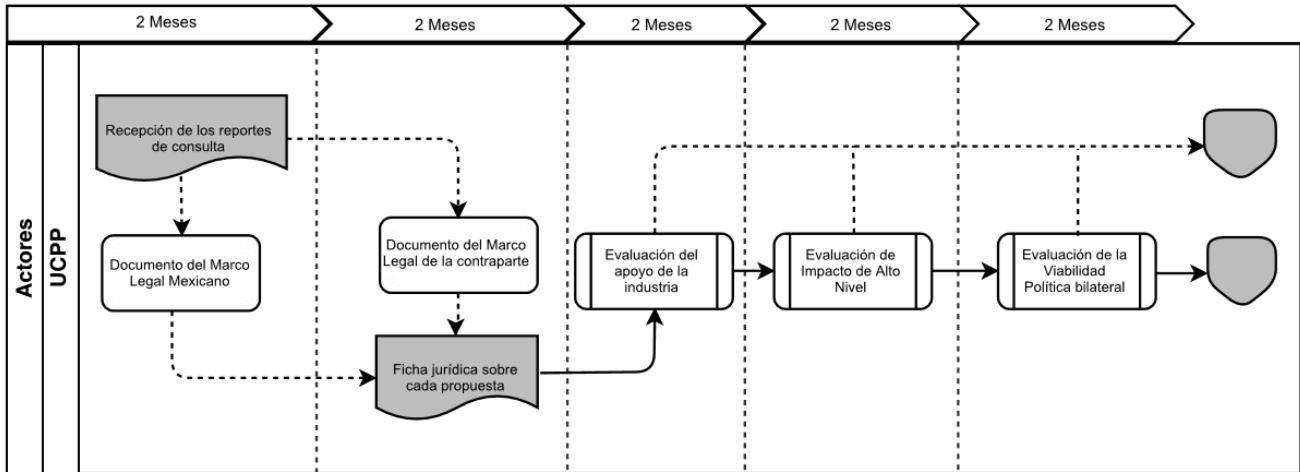 2 Meses
2 Meses
2 Meses
2 Meses
2 Meses
Actores
UCPP
Recepción de los reportes
de consulta
Documento del Marco
Legal Mexicano
Documento del Marco
Legal de la contraparte
Ficha jurídica sobre
cada propuesta
Evaluación del
apoyo de la
industria
Evaluación de
Impacto de Alto
Nivel
Evaluación de la
Viabilidad
Política bilateral